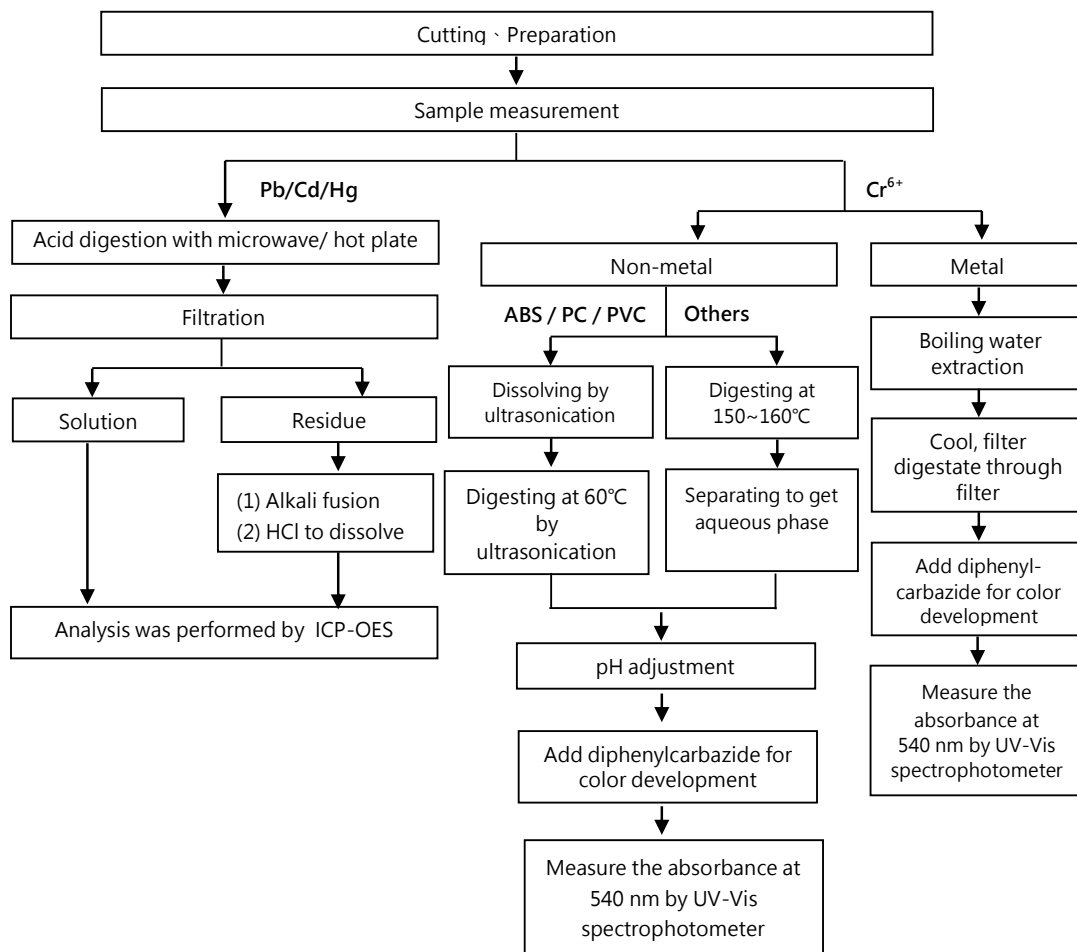 Cutting、Preparation
Sample measurement
Pb/Cd/Hg
Cr⁶⁺
Acid digestion with microwave/ hot plate
Non-metal
Metal
Filtration
ABS / PC / PVC
Others
Boiling water
extraction
Solution
Residue
Dissolving by
ultrasonication
Digesting at
150~160℃
Cool, filter
digestate through
filter
(1) Alkali fusion
(2) HCl to dissolve
Digesting at 60℃
by
ultrasonication
Separating to get
aqueous phase
Add diphenyl-
carbazide for color
development
Analysis was performed by ICP-OES
pH adjustment
Measure the
absorbance at
540 nm by UV-Vis
spectrophotometer
Add diphenylcarbazide for
color development
Measure the absorbance at
540 nm by UV-Vis
spectrophotometer